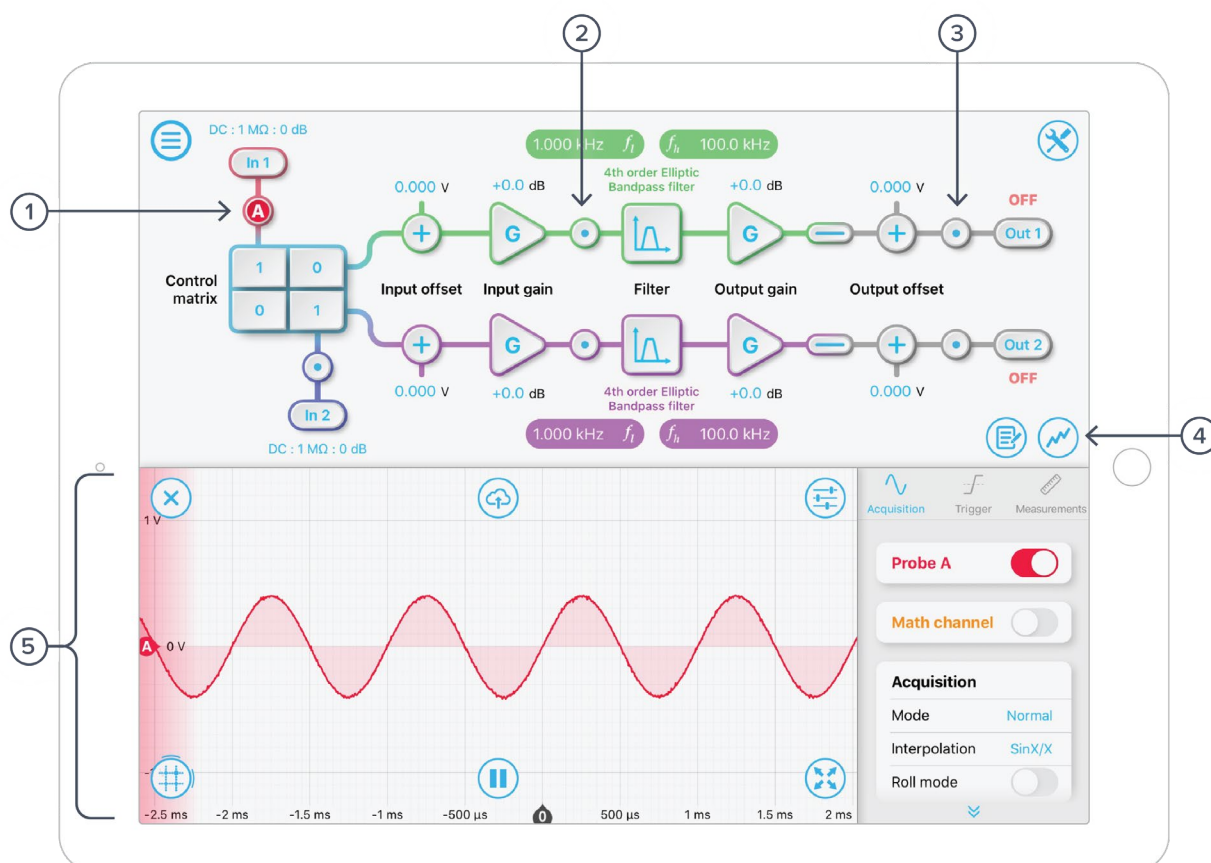 2
3
DC : 1 MΩ : 0 dB
1.000 kHz fl fh 100.0 kHz
In 1
4th order Elliptic
Bandpass filter
0.000 V +0.0 dB +0.0 dB 0.000 V
OFF
1
A
G G Out 1
1 0
Control
matrix
Input offset Input gain Filter Output gain Output offset
0 1
G G Out 2
0.000 V +0.0 dB +0.0 dB 0.000 V
4th order Elliptic
Bandpass filter
OFF
In 2
1.000 kHz fl fh 100.0 kHz
4
DC : 1 MΩ : 0 dB
Acquisition Trigger Measurements
1 V
Probe A
Math channel
5
A 0 V
Acquisition
Mode Normal
Interpolation SinX/X
Roll mode
-2.5 ms -2 ms -1.5 ms -1 ms -500 µs 0 500 µs 1 ms 1.5 ms 2 ms